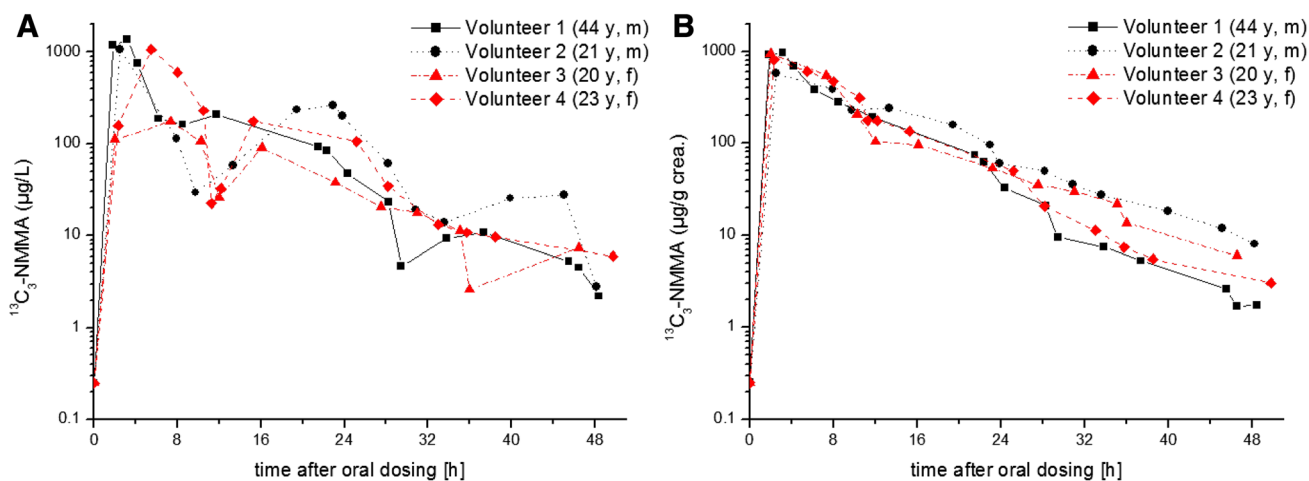 A
Volunteer 1 (44 y, m)
Volunteer 2 (21 y, m)
Volunteer 3 (20 y, f)
Volunteer 4 (23 y, f)
1000
100
10
1
0.1
¹³C₃-NMMA (µg/L)
0 8 16 24 32 40 48
time after oral dosing [h]
B
Volunteer 1 (44 y, m)
Volunteer 2 (21 y, m)
Volunteer 3 (20 y, f)
Volunteer 4 (23 y, f)
1000
100
10
1
0.1
¹³C₃-NMMA (µg/g crea.)
0 8 16 24 32 40 48
time after oral dosing [h]